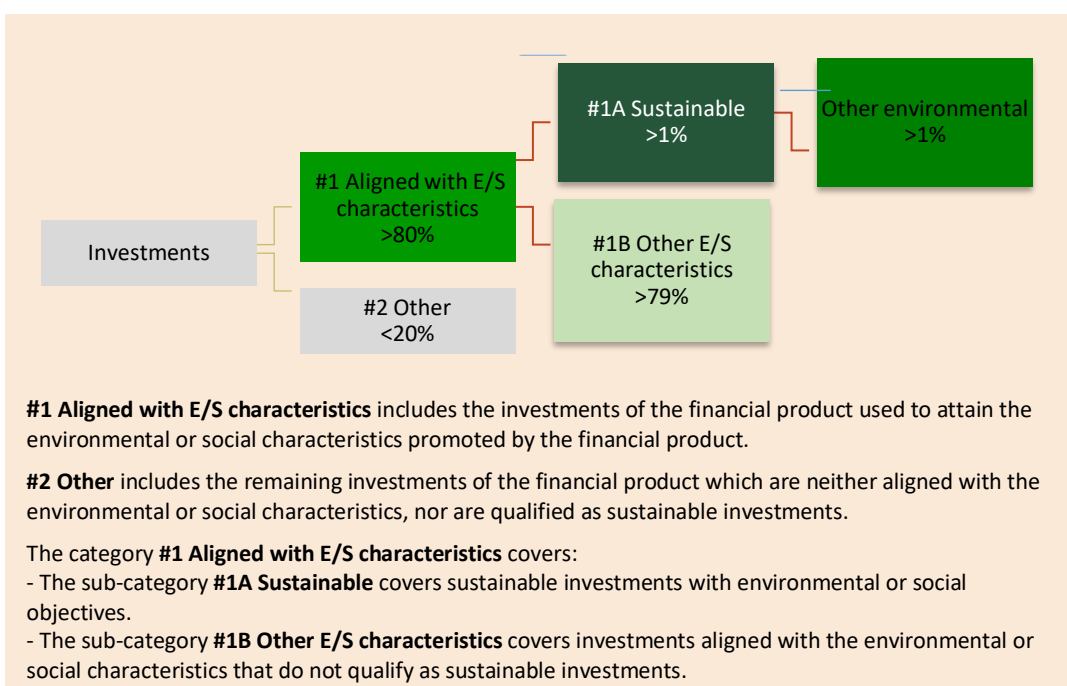 #1A Sustainable
>1%
Other environmental
>1%
#1 Aligned with E/S
characteristics
>80%
Investments
#1B Other E/S
characteristics
>79%
#2 Other
<20%
#1 Aligned with E/S characteristics includes the investments of the financial product used to attain the
environmental or social characteristics promoted by the financial product.
#2 Other includes the remaining investments of the financial product which are neither aligned with the
environmental or social characteristics, nor are qualified as sustainable investments.
The category #1 Aligned with E/S characteristics covers:
- The sub-category #1A Sustainable covers sustainable investments with environmental or social
objectives.
- The sub-category #1B Other E/S characteristics covers investments aligned with the environmental or
social characteristics that do not qualify as sustainable investments.